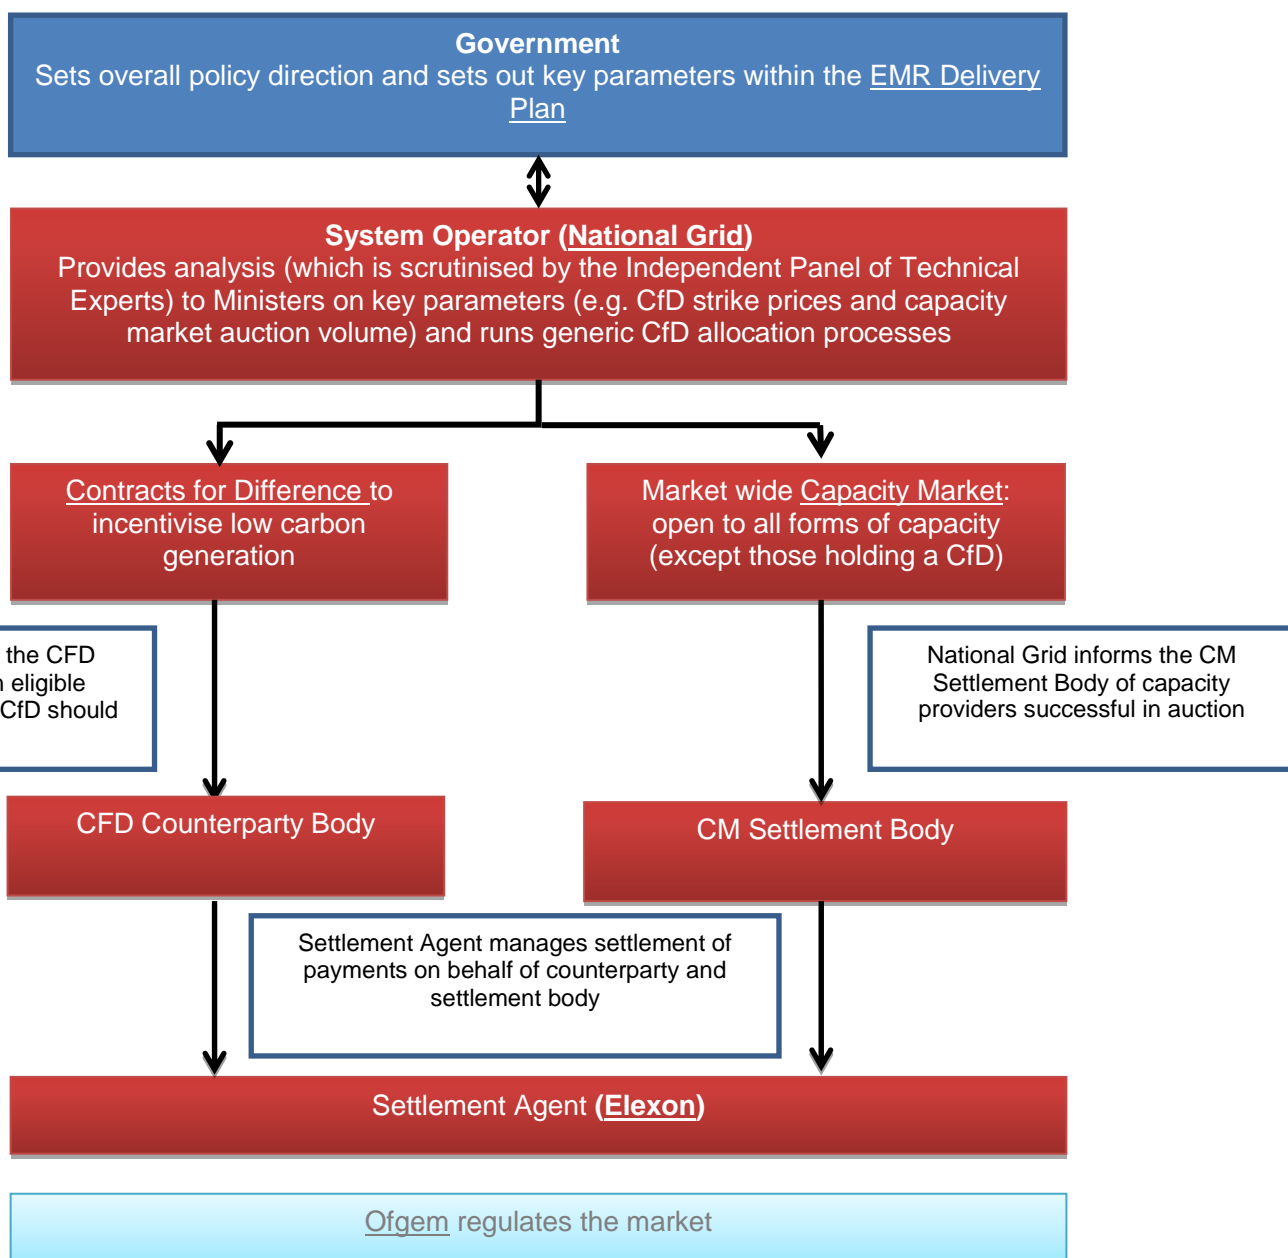 Government
Sets overall policy direction and sets out key parameters within the EMR Delivery
Plan
System Operator (National Grid)
Provides analysis (which is scrutinised by the Independent Panel of Technical
Experts) to Ministers on key parameters (e.g. CfD strike prices and capacity
market auction volume) and runs generic CfD allocation processes
Contracts for Difference to
incentivise low carbon
generation
Market wide Capacity Market:
open to all forms of capacity
(except those holding a CfD)
the CFD
eligible
CfD should
National Grid informs the CM
Settlement Body of capacity
providers successful in auction
CFD Counterparty Body
CM Settlement Body
Settlement Agent manages settlement of
payments on behalf of counterparty and
settlement body
Settlement Agent (Elexon)
Ofgem regulates the market